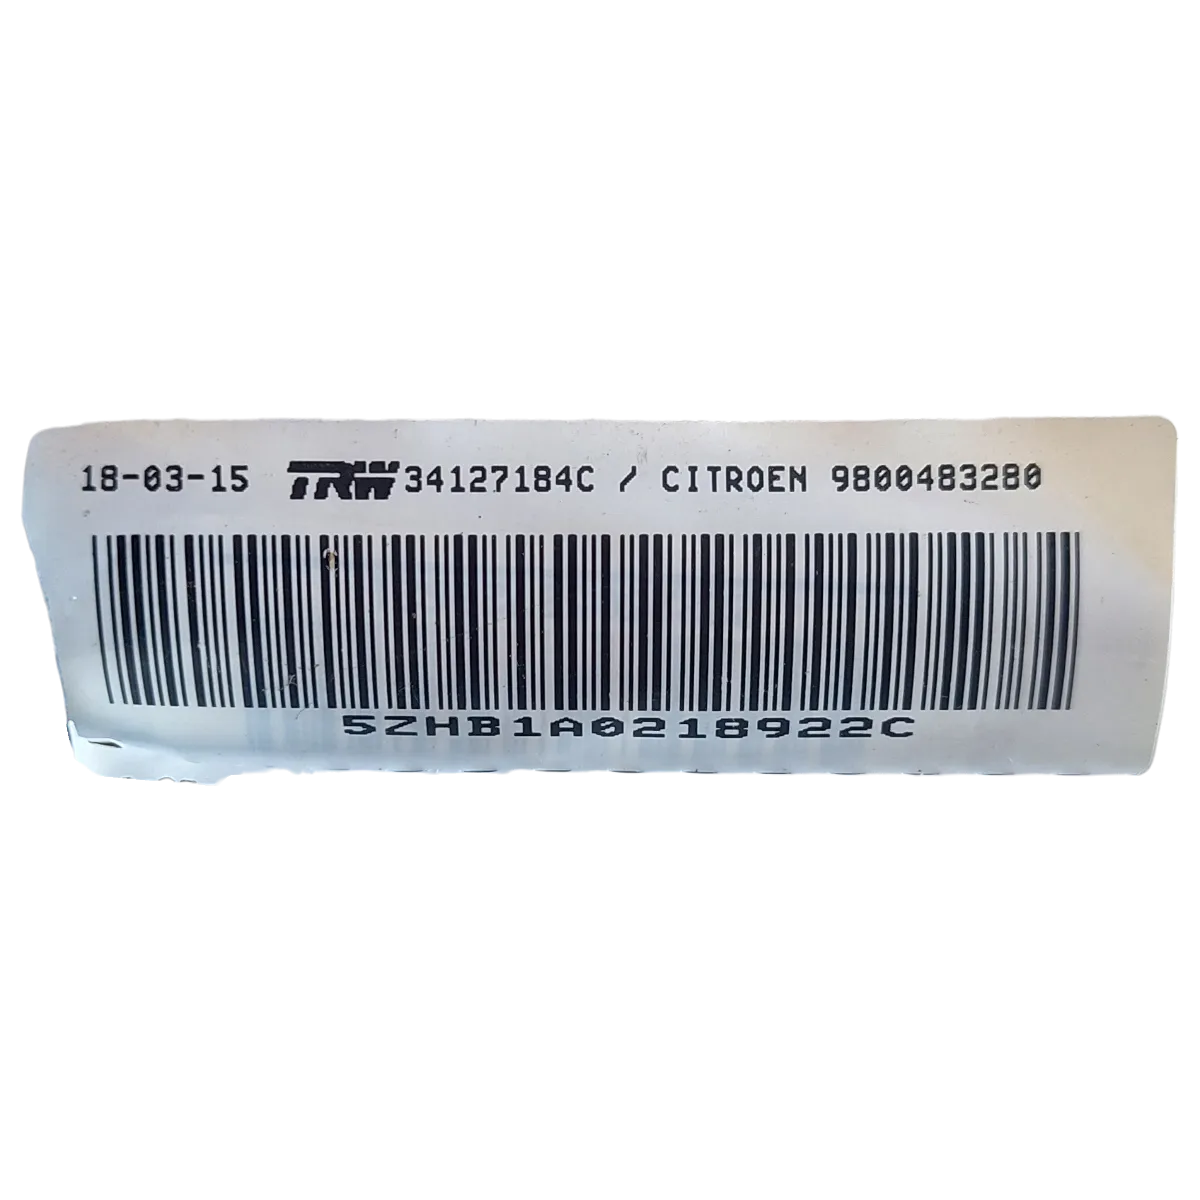 18-03-15 TRW 34127184C / CITROEN 9800483280
5ZHB1A0218922C